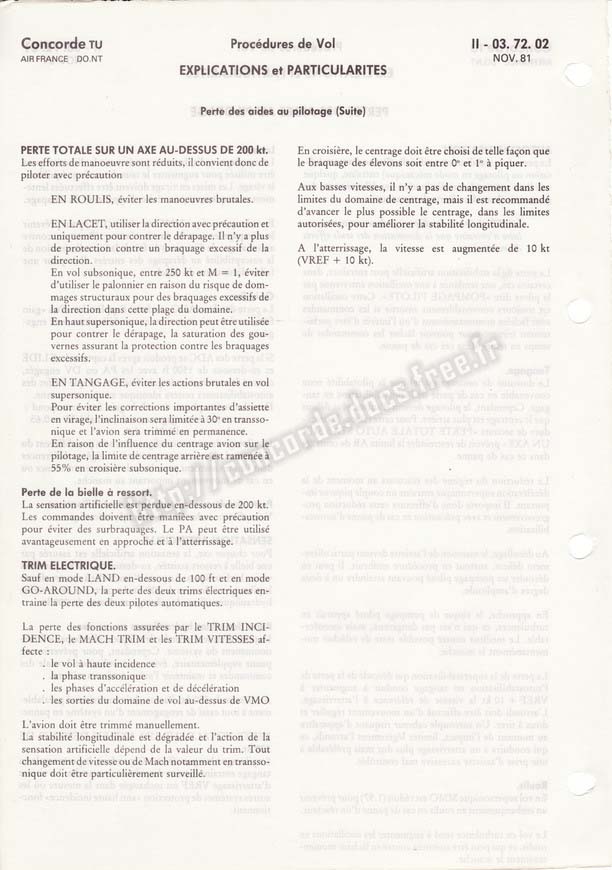 Concorde TU
AIR FRANCE DO.NT
Procédures de Vol
EXPLICATIONS et PARTICULARITES
II - 03. 72. 02
NOV. 81
Perte des aides au pilotage (Suite)
PERTE TOTALE SUR UN AXE AU-DESSUS DE 200 kt.
Les efforts de manoeuvre sont réduits, il convient donc de
piloter avec précaution
EN ROULIS, éviter les manoeuvres brutales.
EN LACET, utiliser la direction avec précaution et
uniquement pour contrer le dérapage. Il n'y a plus
de protection contre un braquage excessif de la
direction.
En vol subsonique, entre 250 kt et M = 1, éviter
d'utiliser le palonnier en raison du risque de dom-
mages structuraux pour des braquages excessifs de
la direction dans cette plage du domaine.
En haut supersonique, la direction peut être utilisée
pour contrer le dérapage, la saturation des gou-
vernes assurant la protection contre les braquages
excessifs.
EN TANGAGE, éviter les actions brutales en vol
supersonique.
Pour éviter les corrections importantes d'assiette
en virage, l'inclinaison sera limitée à 30° en transso-
nique et l'avion sera trimmé en permanence.
En raison de l'influence du centrage avion sur le
pilotage, la limite de centrage arrière est ramenée à
55% en croisière subsonique.
Perte de la bielle à ressort.
La sensation artificielle est perdue en-dessous de 200 kt.
Les commandes doivent être maniées avec précaution
pour éviter des surbraquages. Le PA peut être utilisé
avantageusement en approche et à l'atterrissage.
TRIM ELECTRIQUE.
Sauf en mode LAND en-dessous de 100 ft et en mode
GO-AROUND, la perte des deux trims électriques en-
traine la perte des deux pilotes automatiques.
La perte des fonctions assurées par le TRIM INCI-
DENCE, le MACH TRIM et les TRIM VITESSES af-
fecte :
. le vol à haute incidence
. la phase transsonique
. les phases d'accélération et de décélération
. les sorties du domaine de vol au-dessus de VMO
L'avion doit être trimmé manuellement.
La stabilité longitudinale est dégradée et l'action de la
sensation artificielle dépend de la valeur du trim. Tout
changement de vitesse ou de Mach notamment en transso-
nique doit être particulièrement surveillé.
En croisière, le centrage doit être choisi de telle façon que
le braquage des élevons soit entre 0° et 1° à piquer.
Aux basses vitesses, il n'y a pas de changement dans les
limites du domaine de centrage, mais il est recommandé
d'avancer le plus possible le centrage, dans les limites
autorisées, pour améliorer la stabilité longitudinale.
A l'atterrissage, la vitesse est augmentée de 10 kt
(VREF + 10 kt).
http://concorde.docs.free.fr